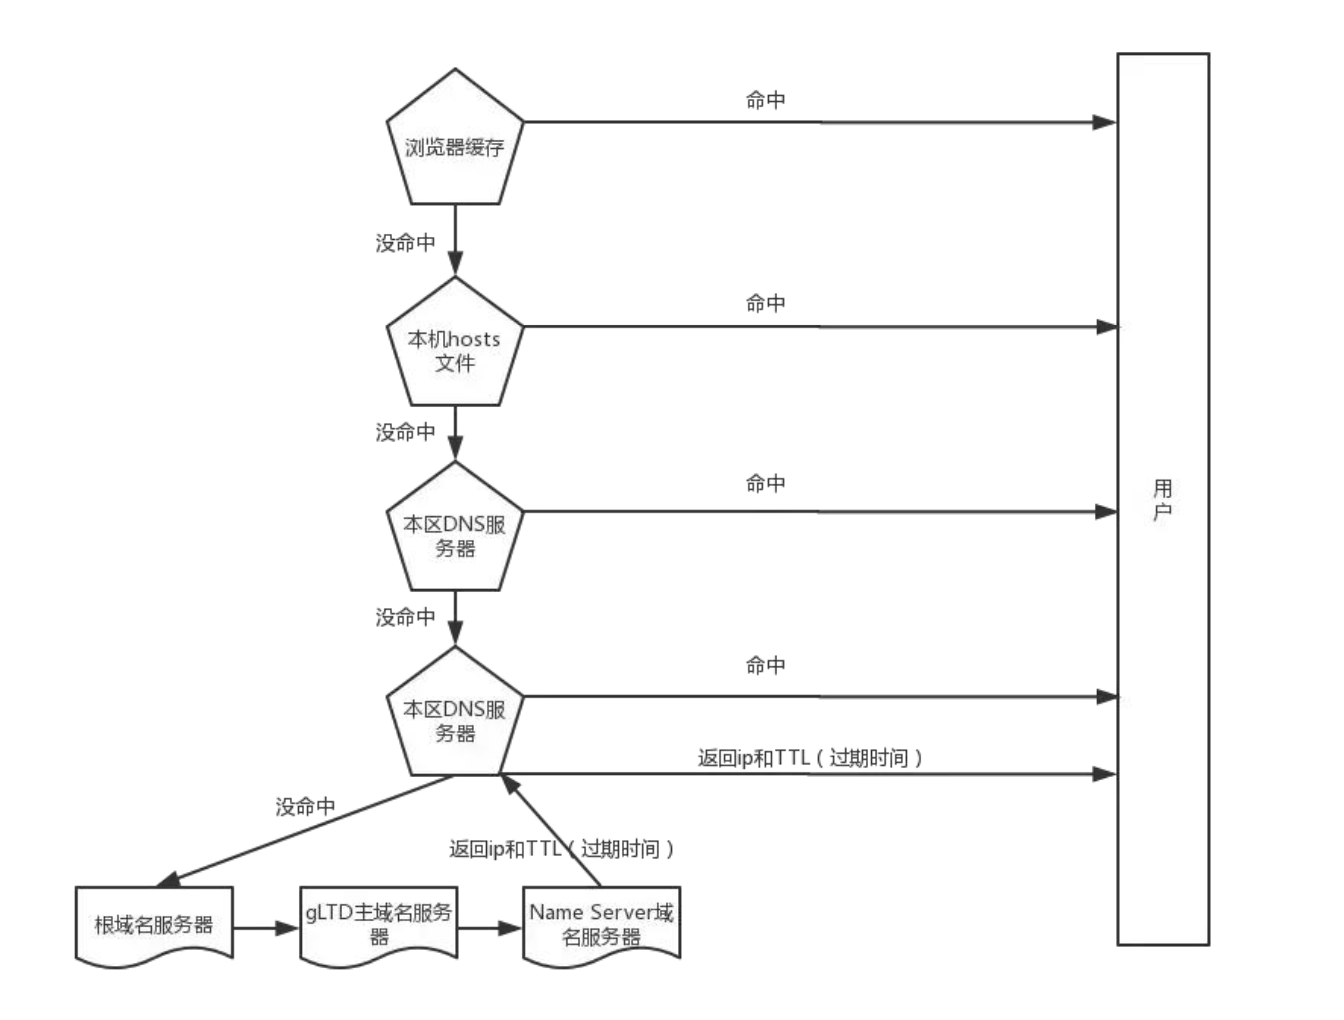 命中
浏览器缓存
没命中
命中
本机hosts
文件
没命中
命中
用
户
本区DNS服
务器
没命中
命中
本区DNS服
务器
返回ip和TTL（过期时间）
没命中
返回ip和TTL（过期时间）
根域名服务器
gLTD主域名服务
器
Name Server域
名服务器